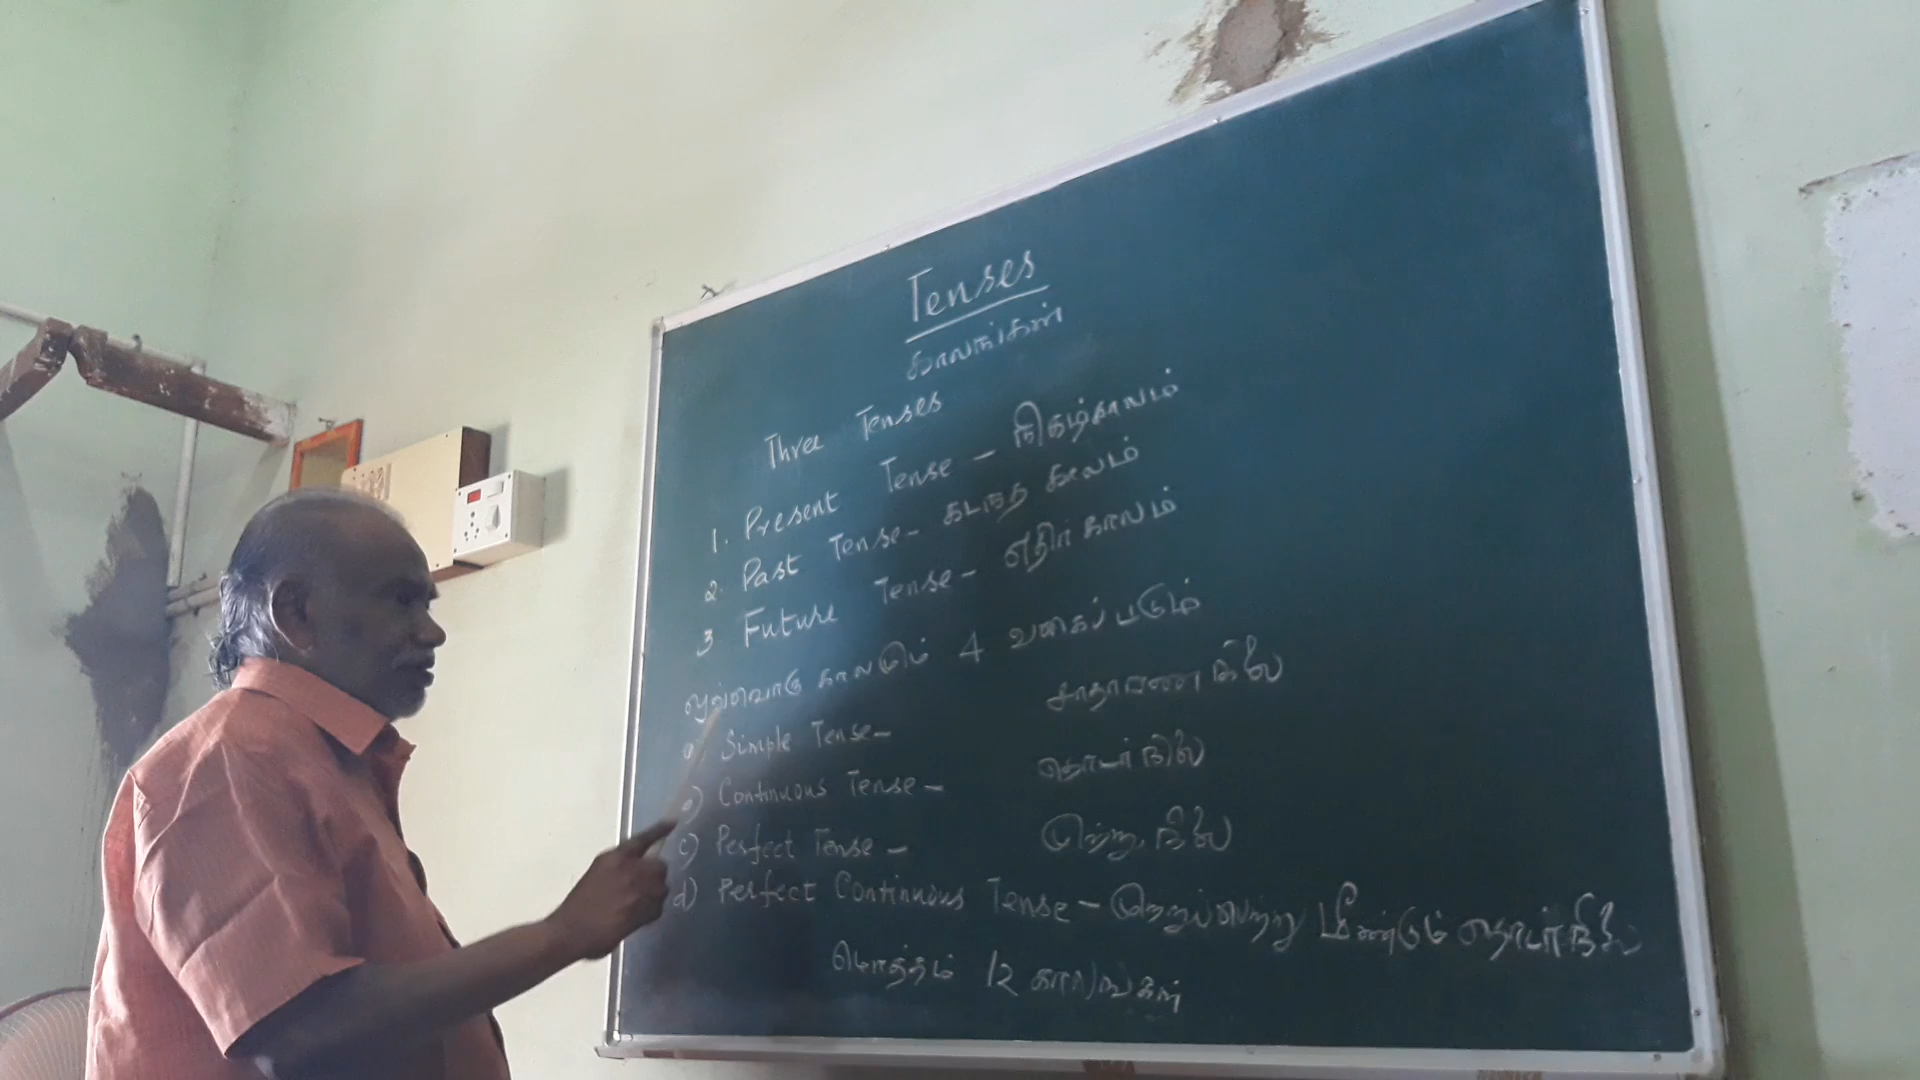 Tenses
காலங்கள்
Three Tenses
1. Present Tense - நிகழ்காலம்
2. Past Tense - கடந்த காலம்
3 Future Tense - எதிர் காலம்
ஒவ்வொரு காலமும் 4 வகைப் படும்
a) Simple Tense - சாதாரண நிலை
b) Continuous Tense - தொடர் நிலை
c) Perfect Tense - முற்று நிலை
d) Perfect Continuous Tense - முற்றுப்பெற்று மீண்டும் தொடர் நிலை
மொத்தம் 12 காலங்கள்